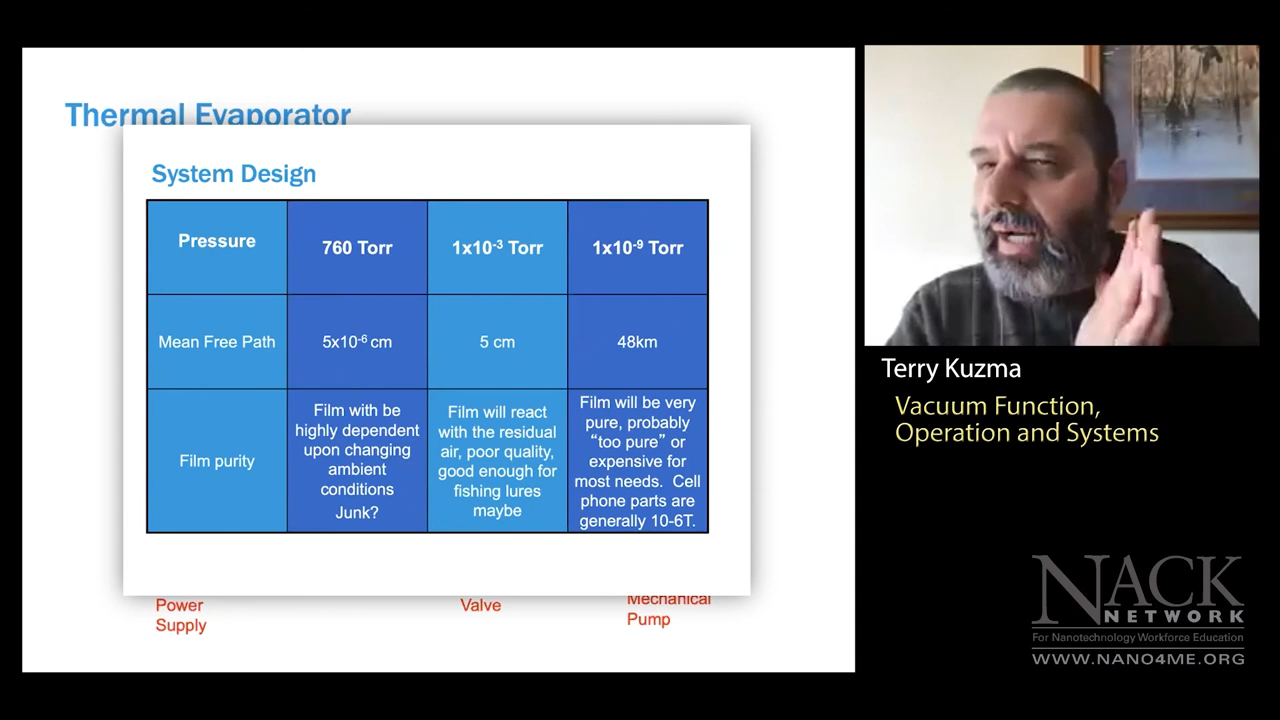 Thermal Evaporator
System Design
Pressure
760 Torr
1x10-3 Torr
1x10-9 Torr
Mean Free Path
5x10-6 cm
5 cm
48km
Film purity
Film with be
highly dependent
upon changing
ambient
conditions
Junk?
Film will react
with the residual
air, poor quality,
good enough for
fishing lures
maybe
Film will be very
pure, probably
“too pure” or
expensive for
most needs. Cell
phone parts are
generally 10-6T.
Power
Supply
Valve
Mechanical
Pump
Terry Kuzma
Vacuum Function,
Operation and Systems
NACK
NETWORK
For Nanotechnology Workforce Education
WWW.NANO4ME.ORG